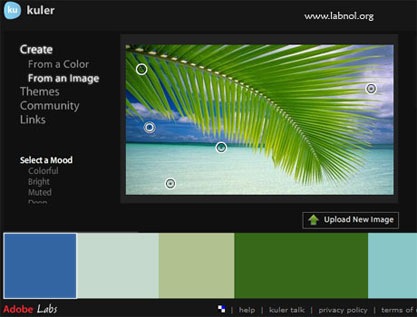 ku kuler
www.labnol.org
Create
From a Color
From an Image
Themes
Community
Links
Select a Mood
Colorful
Bright
Muted
Deep
Upload New Image
Adobe Labs
| help | kuler talk | privacy policy | terms of